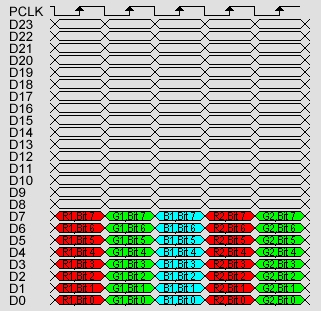 PCLK
D23
D22
D21
D20
D19
D18
D17
D16
D15
D14
D13
D12
D11
D10
D9
D8
D7 R1,Bit 7 G1,Bit 7 B1,Bit 7 R2,Bit 7 G2,Bit 7
D6 R1,Bit 6 G1,Bit 6 B1,Bit 6 R2,Bit 6 G2,Bit 6
D5 R1,Bit 5 G1,Bit 5 B1,Bit 5 R2,Bit 5 G2,Bit 5
D4 R1,Bit 4 G1,Bit 4 B1,Bit 4 R2,Bit 4 G2,Bit 4
D3 R1,Bit 3 G1,Bit 3 B1,Bit 3 R2,Bit 3 G2,Bit 3
D2 R1,Bit 2 G1,Bit 2 B1,Bit 2 R2,Bit 2 G2,Bit 2
D1 R1,Bit 1 G1,Bit 1 B1,Bit 1 R2,Bit 1 G2,Bit 1
D0 R1,Bit 0 G1,Bit 0 B1,Bit 0 R2,Bit 0 G2,Bit 0